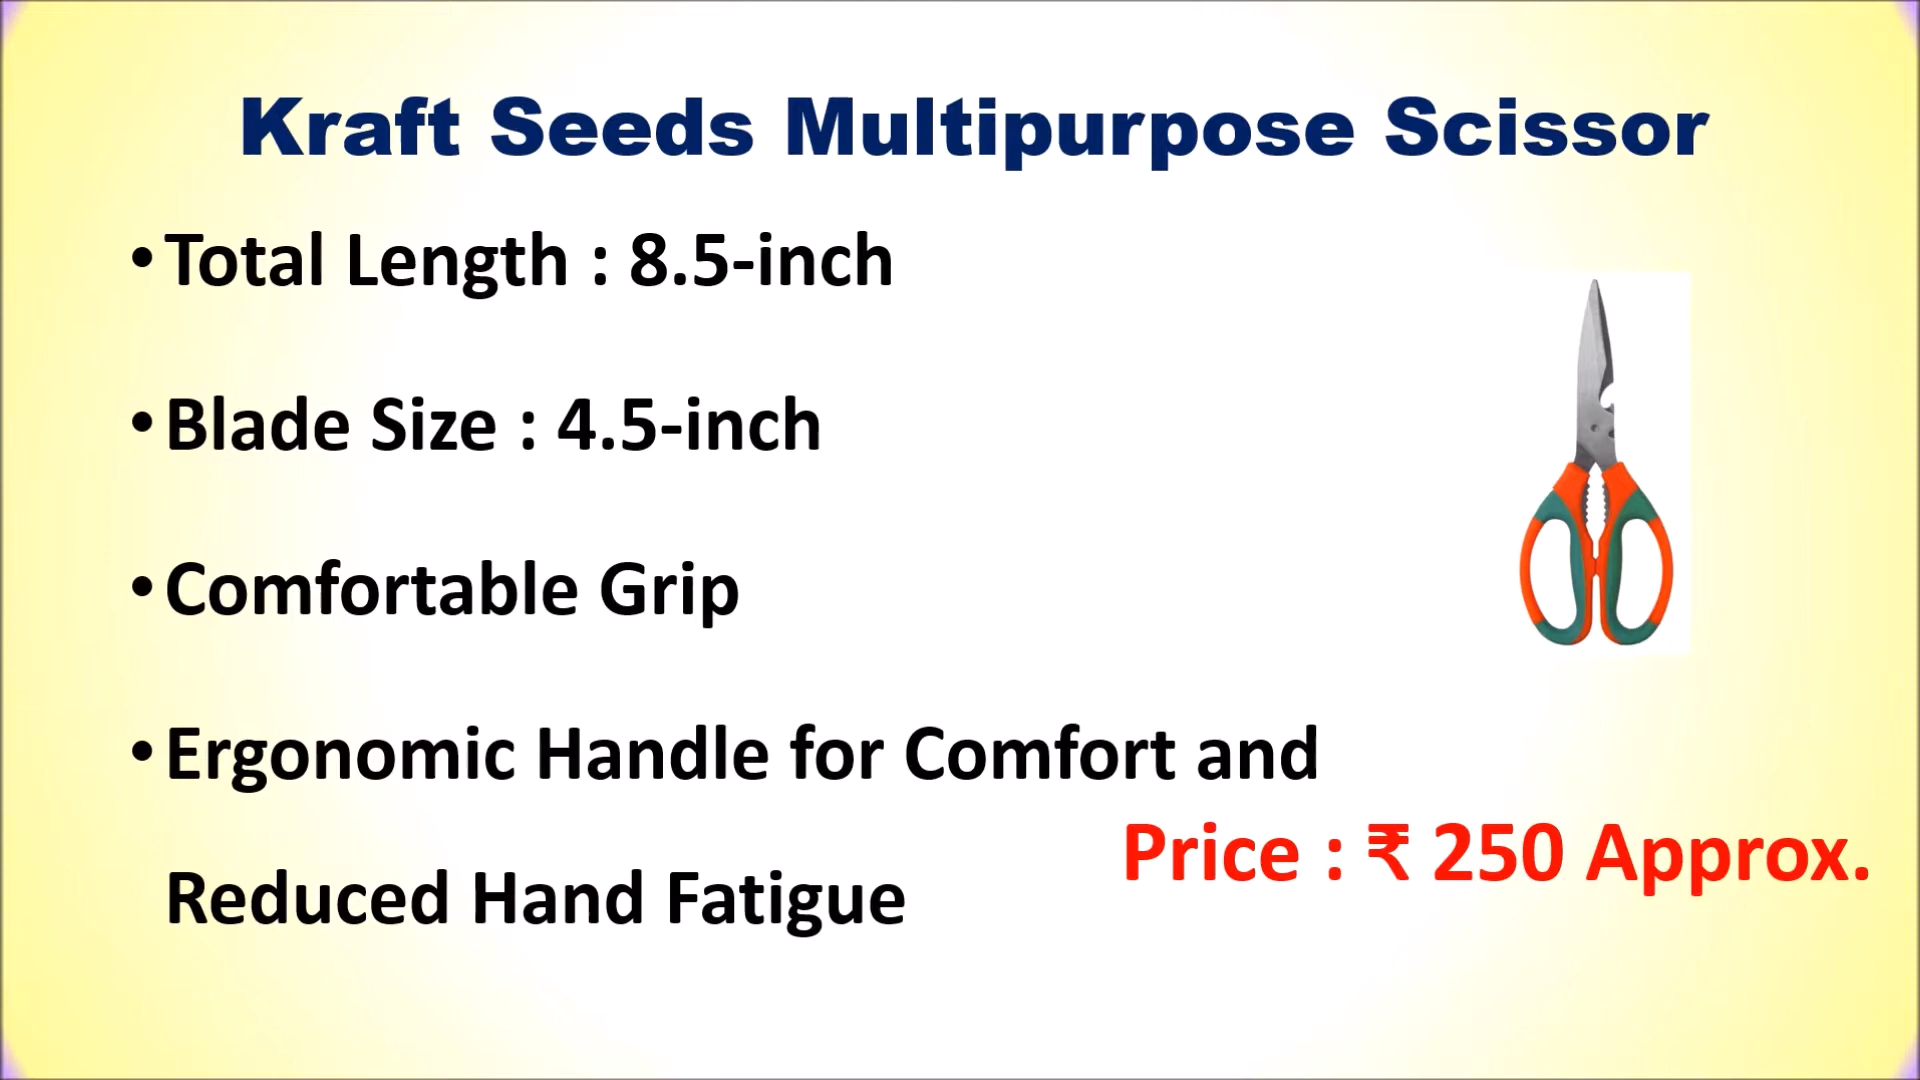 Kraft Seeds Multipurpose Scissor
• Total Length : 8.5-inch
• Blade Size : 4.5-inch
• Comfortable Grip
• Ergonomic Handle for Comfort and
Reduced Hand Fatigue
Price : ₹ 250 Approx.